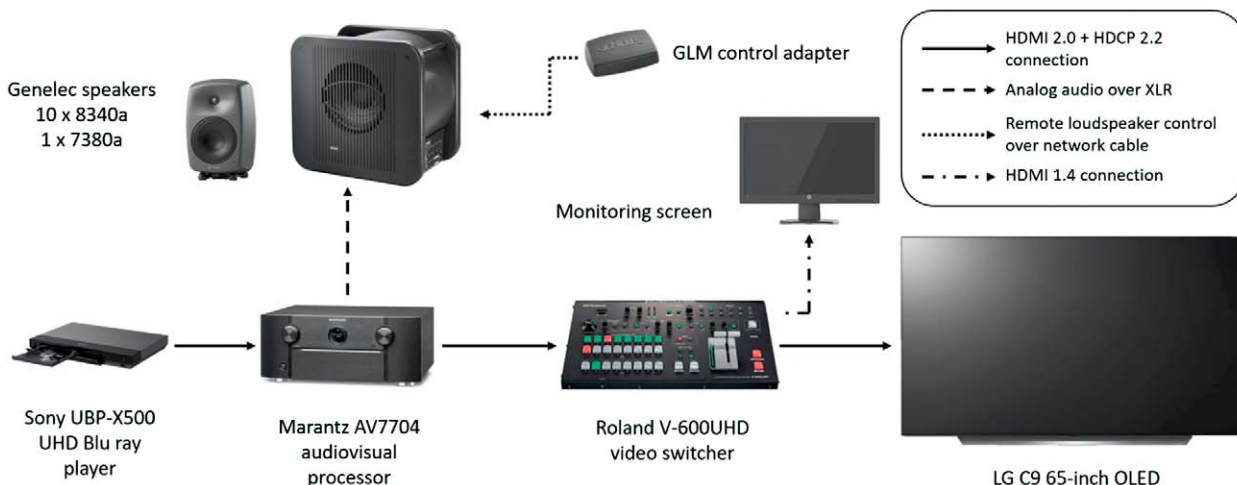 Genelec speakers
10 x 8340a
1 x 7380a
GLM control adapter
HDMI 2.0 + HDCP 2.2
connection
Analog audio over XLR
Remote loudspeaker control
over network cable
HDMI 1.4 connection
Monitoring screen
Sony UBP-X500
UHD Blu ray
player
Marantz AV7704
audiovisual
processor
Roland V-600UHD
video switcher
LG C9 65-inch OLED